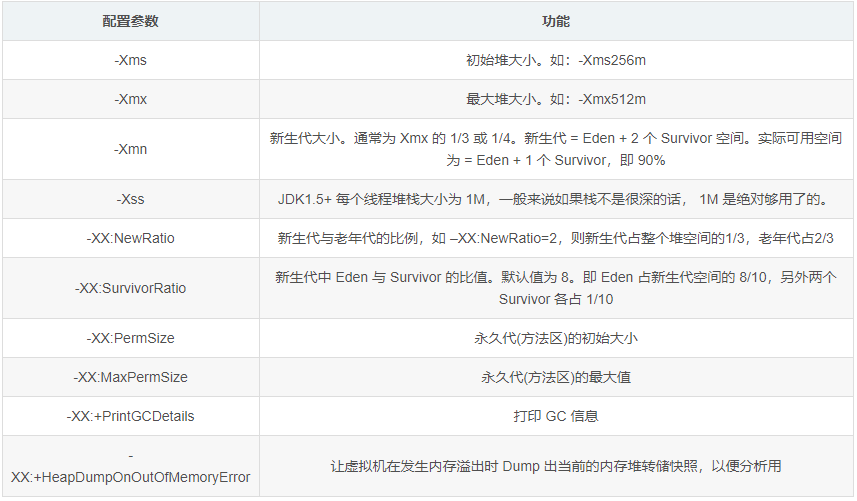 配置参数 功能
-Xms 初始堆大小。如：-Xms256m
-Xmx 最大堆大小。如：-Xmx512m
-Xmn 新生代大小。通常为 Xmx 的 1/3 或 1/4。新生代 = Eden + 2 个 Survivor 空间。实际可用空间
为 = Eden + 1 个 Survivor，即 90%
-Xss JDK1.5+ 每个线程堆栈大小为 1M，一般来说如果栈不是很深的话， 1M 是绝对够用了的。
-XX:NewRatio 新生代与老年代的比例，如 –XX:NewRatio=2，则新生代占整个堆空间的1/3，老年代占2/3
-XX:SurvivorRatio 新生代中 Eden 与 Survivor 的比值。默认值为 8。即 Eden 占新生代空间的 8/10，另外两个
Survivor 各占 1/10
-XX:PermSize 永久代(方法区)的初始大小
-XX:MaxPermSize 永久代(方法区)的最大值
-XX:+PrintGCDetails 打印 GC 信息
-
XX:+HeapDumpOnOutOfMemoryError 让虚拟机在发生内存溢出时 Dump 出当前的内存堆转储快照，以便分析用